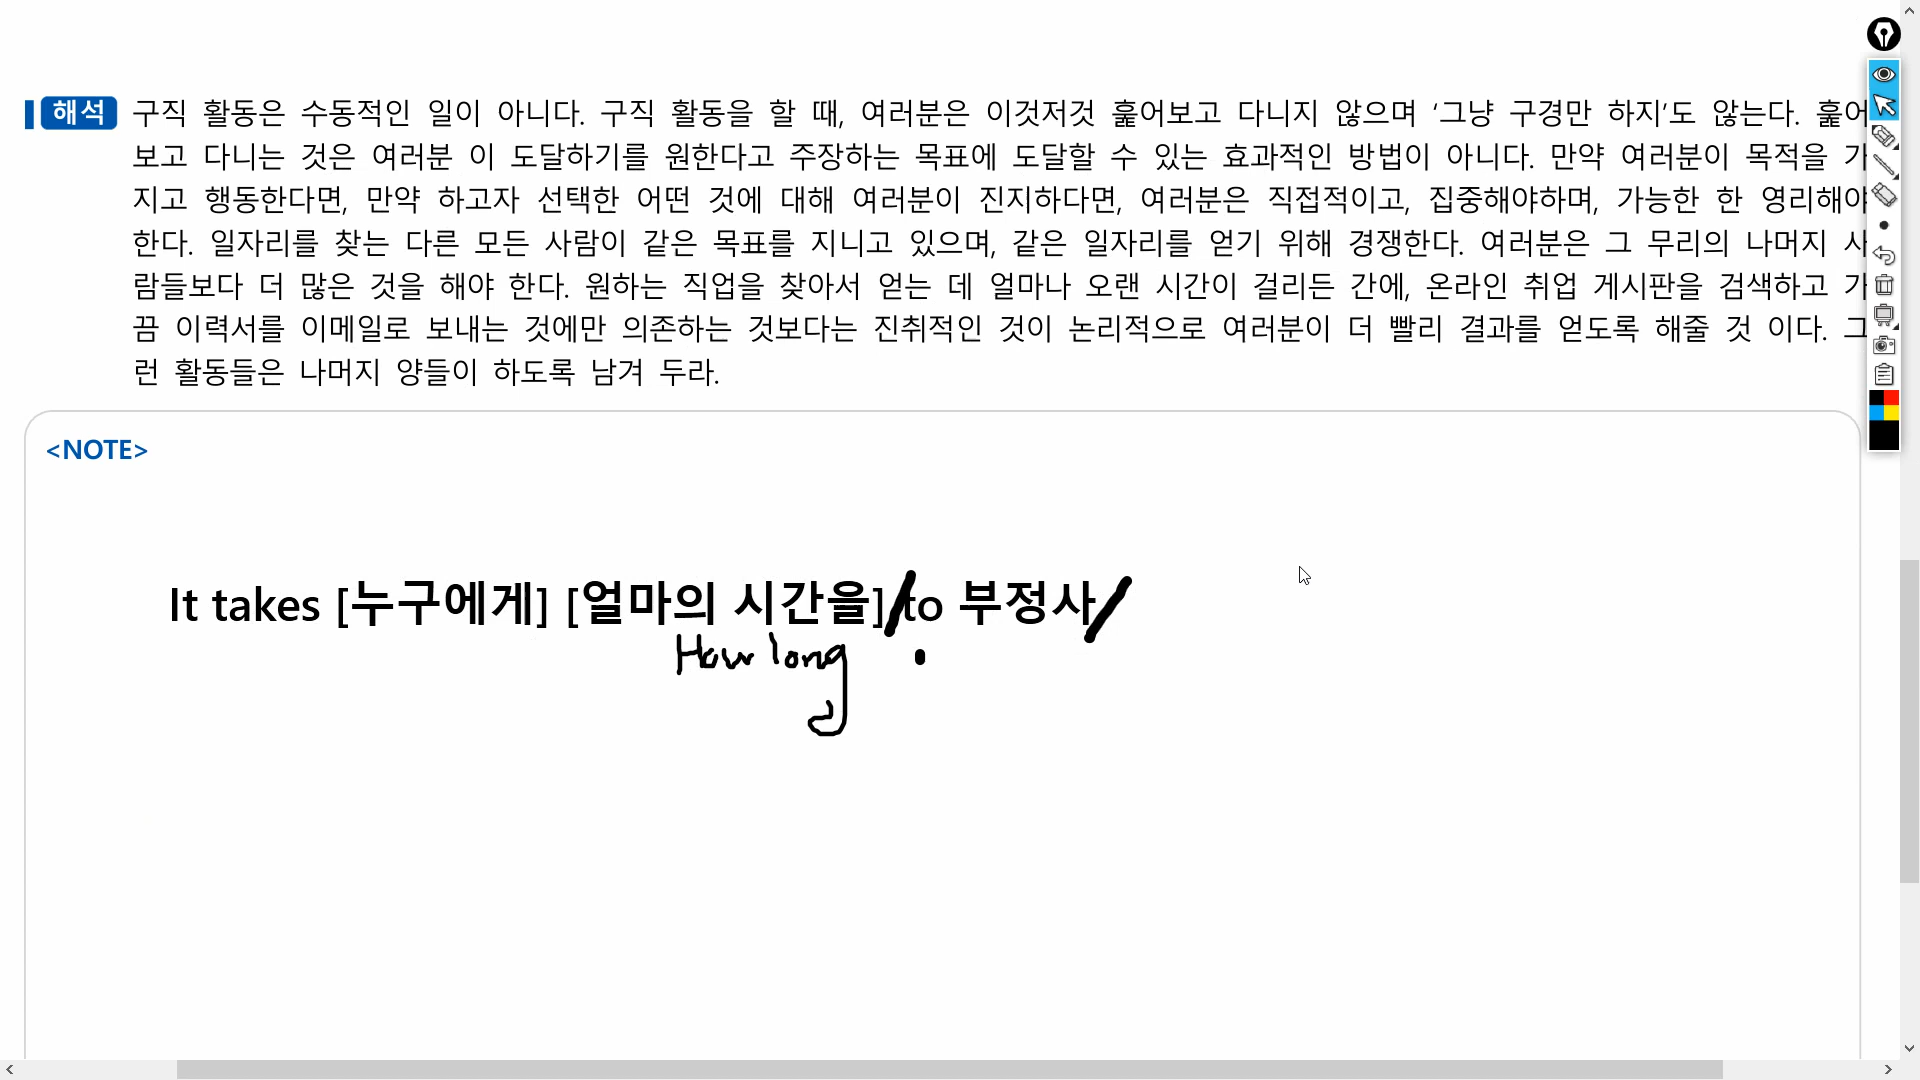 해석 구직 활동은 수동적인 일이 아니다. 구직 활동을 할 때, 여러분은 이것저것 훑어보고 다니지 않으며 ‘그냥 구경만 하지’도 않는다. 훑어
보고 다니는 것은 여러분 이 도달하기를 원한다고 주장하는 목표에 도달할 수 있는 효과적인 방법이 아니다. 만약 여러분이 목적을 가
지고 행동한다면, 만약 하고자 선택한 어떤 것에 대해 여러분이 진지하다면, 여러분은 직접적이고, 집중해야하며, 가능한 한 영리해야
한다. 일자리를 찾는 다른 모든 사람이 같은 목표를 지니고 있으며, 같은 일자리를 얻기 위해 경쟁한다. 여러분은 그 무리의 나머지 사
람들보다 더 많은 것을 해야 한다. 원하는 직업을 찾아서 얻는 데 얼마나 오랜 시간이 걸리든 간에, 온라인 취업 게시판을 검색하고 가
끔 이력서를 이메일로 보내는 것에만 의존하는 것보다는 진취적인 것이 논리적으로 여러분이 더 빨리 결과를 얻도록 해줄 것 이다. 그
런 활동들은 나머지 양들이 하도록 남겨 두라.
<NOTE>
It takes [누구에게] [얼마의 시간을] to 부정사
How long